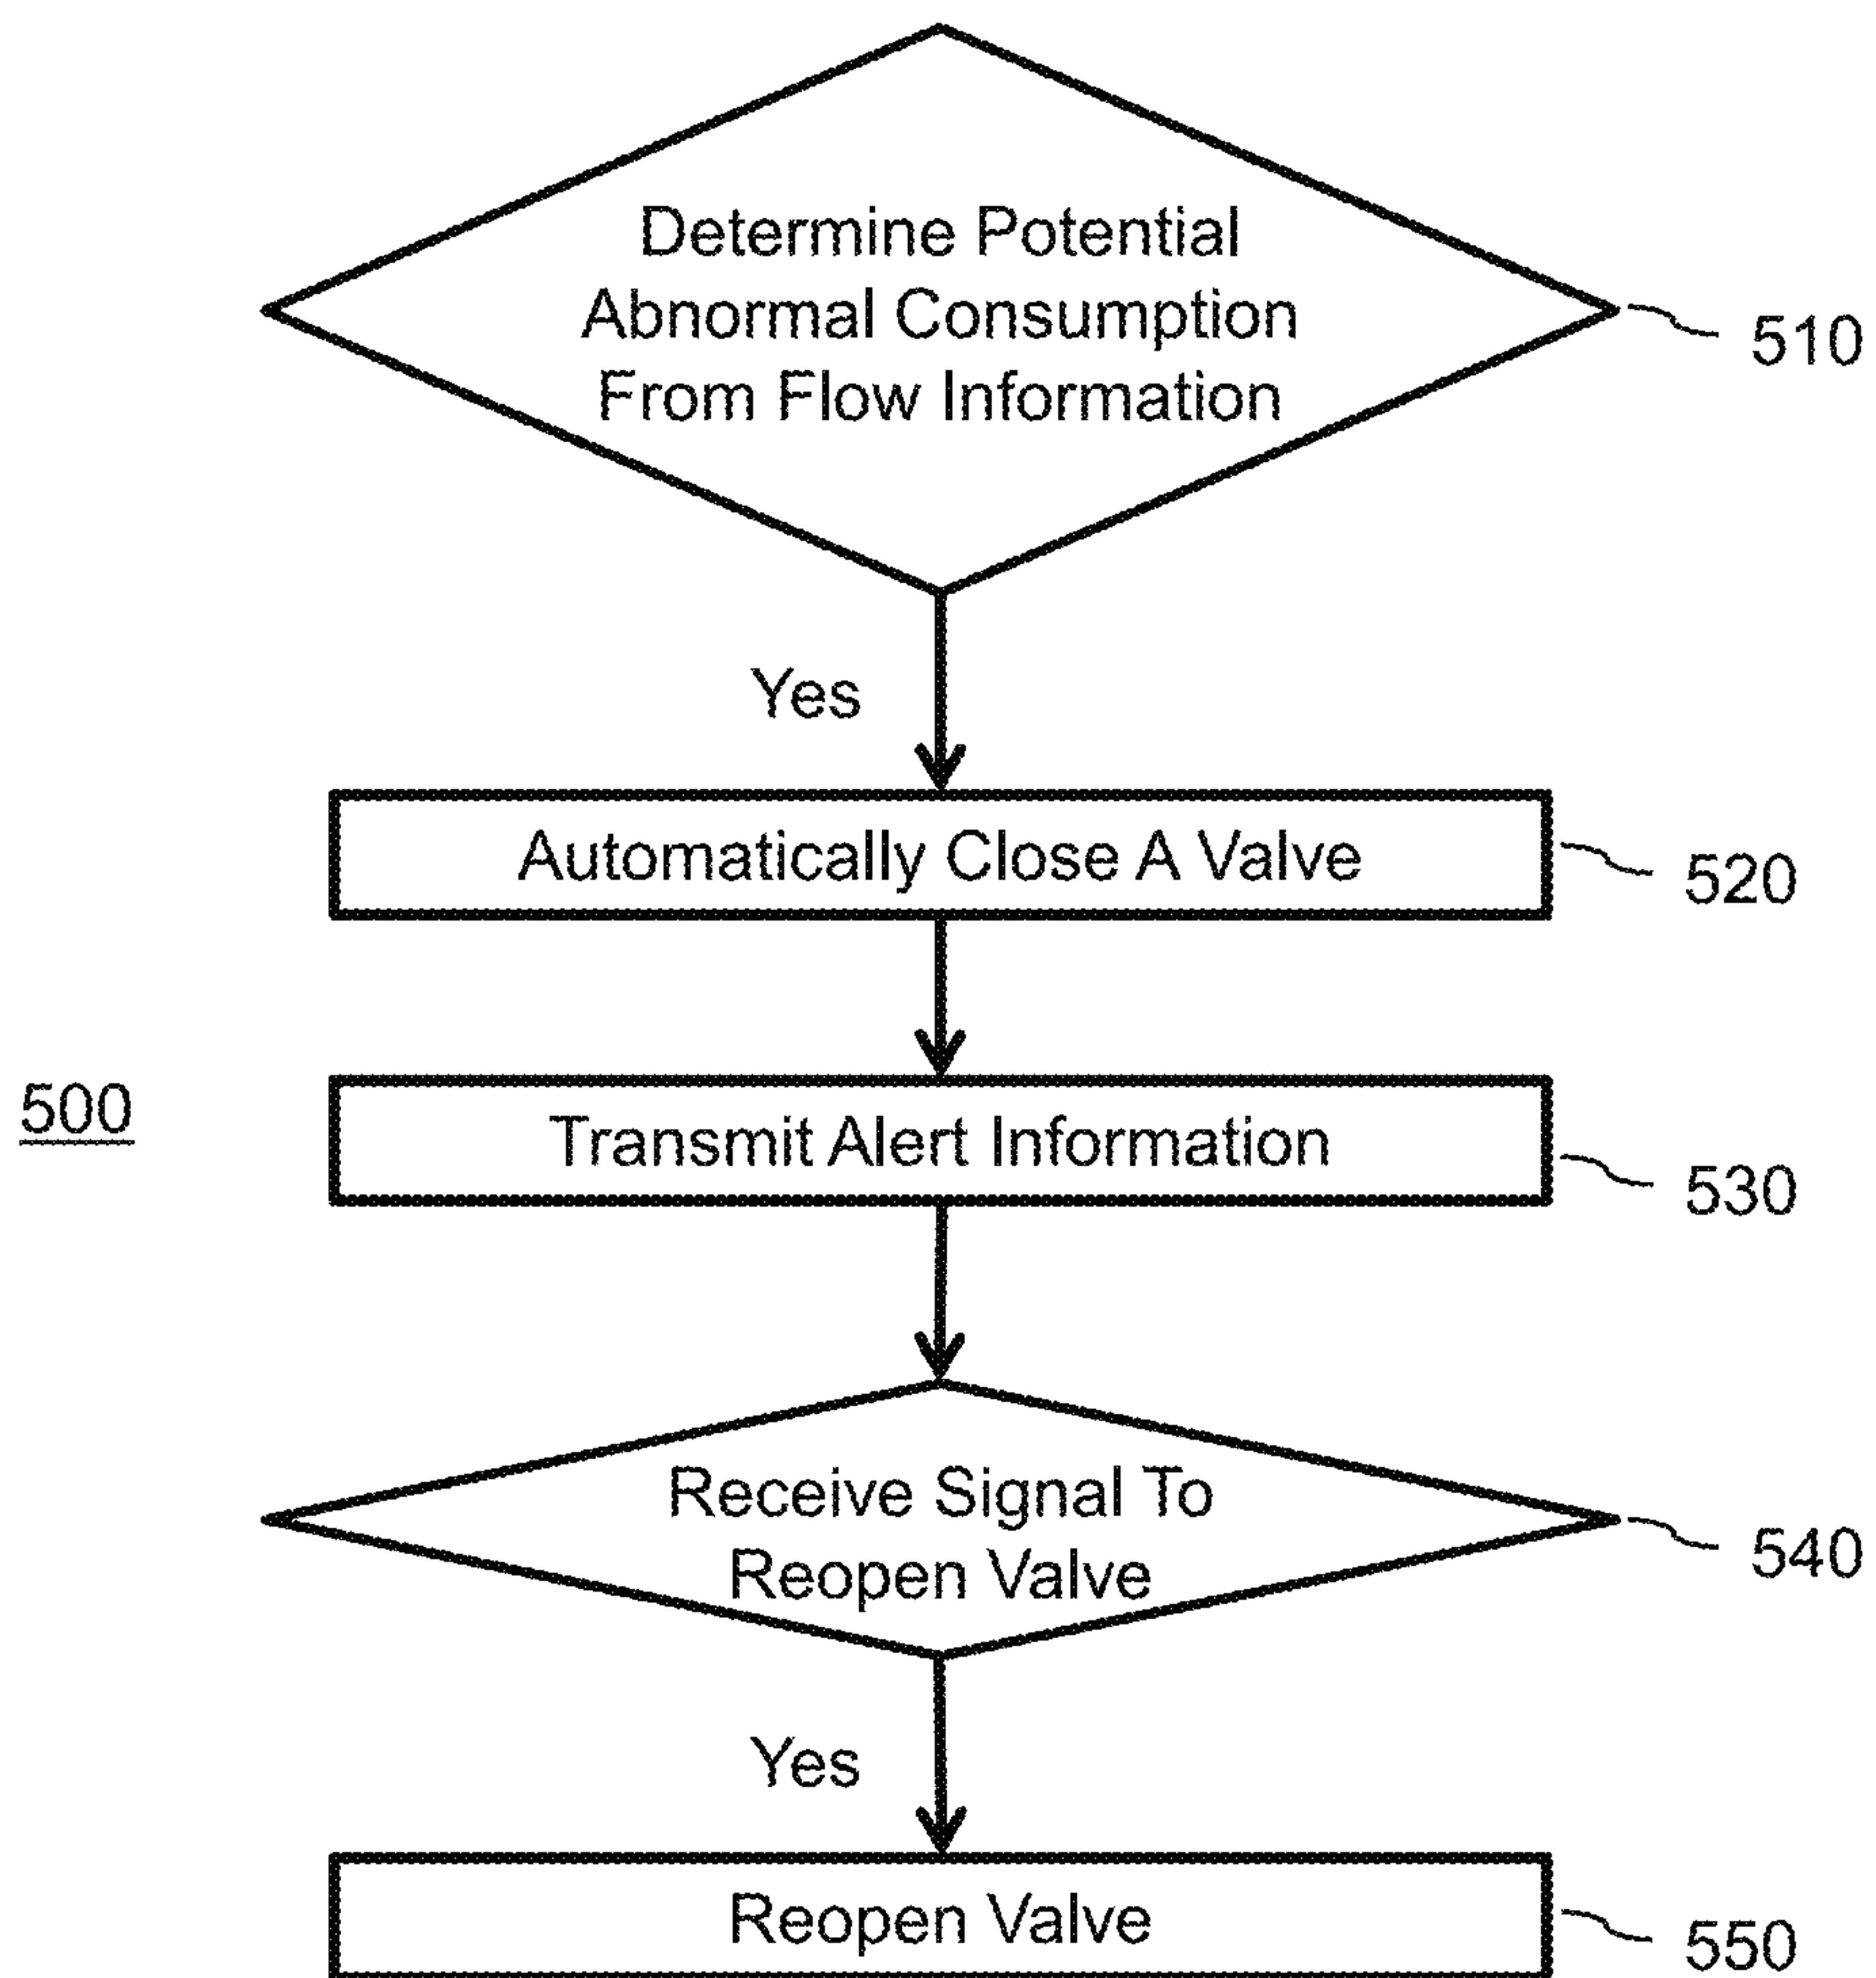 Determine Potential
Abnormal Consumption
From Flow Information
510
Yes
Automatically Close A Valve
520
500
Transmit Alert Information
530
Receive Signal To
Reopen Valve
540
Yes
Reopen Valve
550